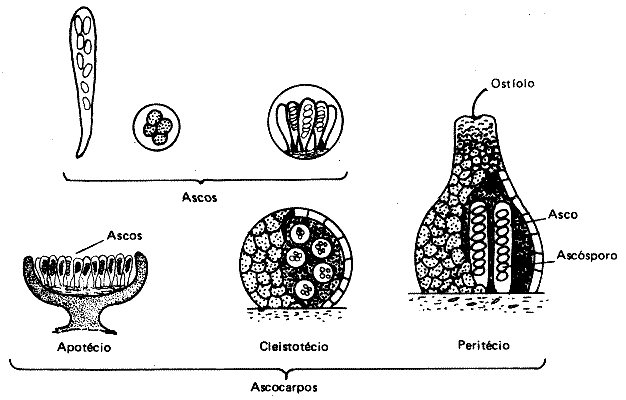 Ostíolo
Ascos
Ascos
Asco
Ascósporo
Apotécio
Cleistotécio
Peritécio
Ascocarpos